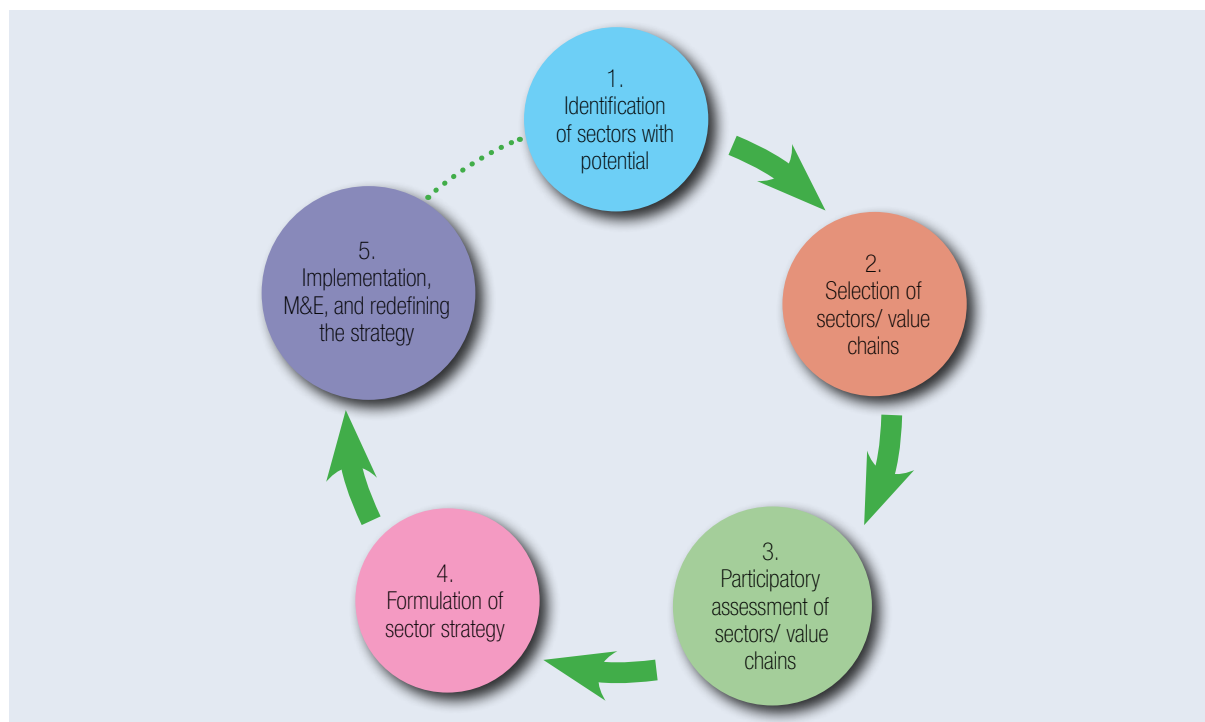 1.
Identification
of sectors with
potential
2.
Selection of
sectors/ value
chains
3.
Participatory
assessment of
sectors/ value
chains
4.
Formulation of
sector strategy
5.
Implementation,
M&E, and redefining
the strategy